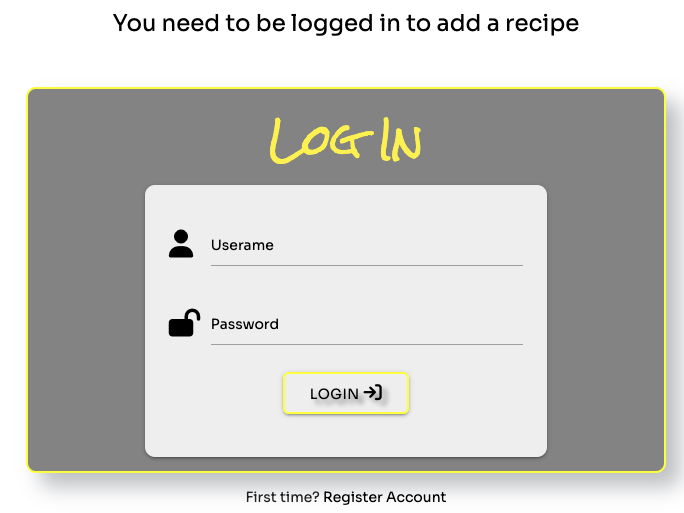 You need to be logged in to add a recipe
Log In
Userame
Password
LOGIN
First time? Register Account